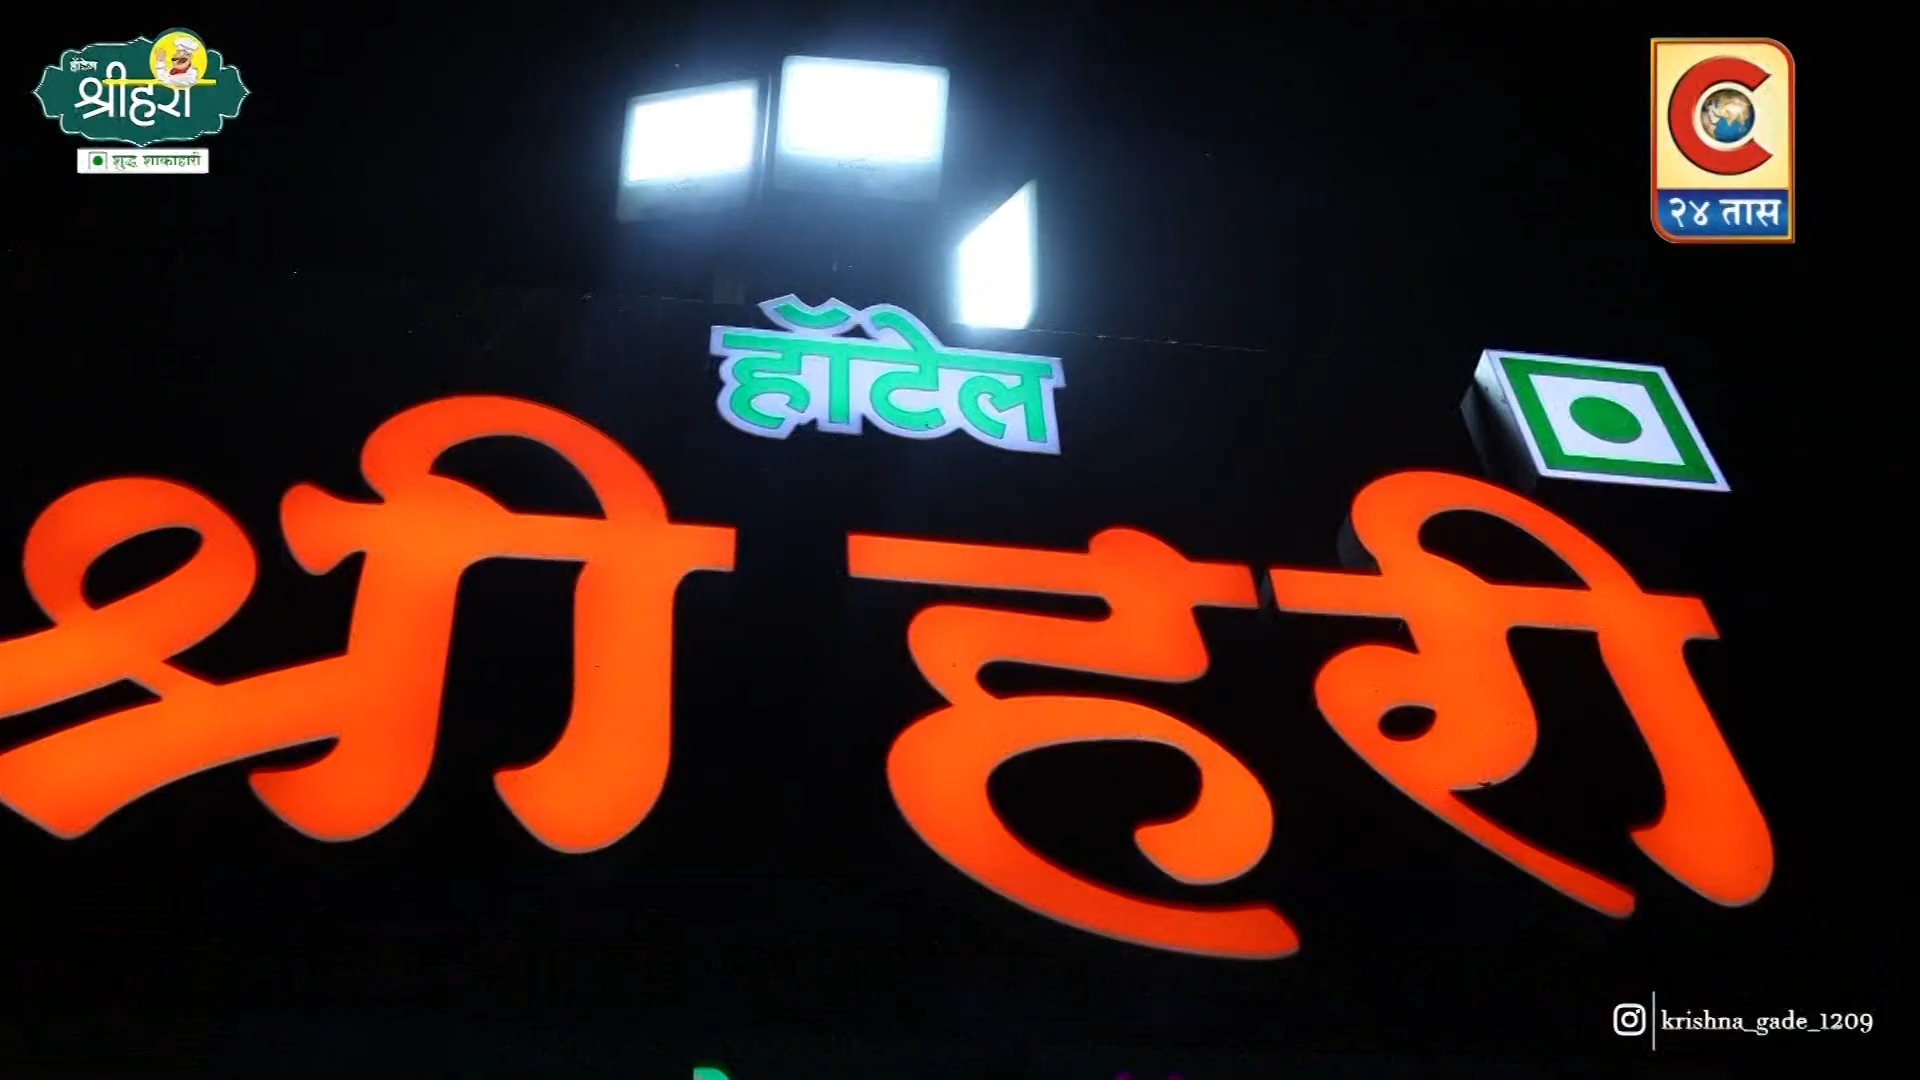 हॉटेल
श्रीहरी
शुद्ध शाकाहारी
C
२४ तास
हॉटेल
श्री हरी
krishna_gade_1209